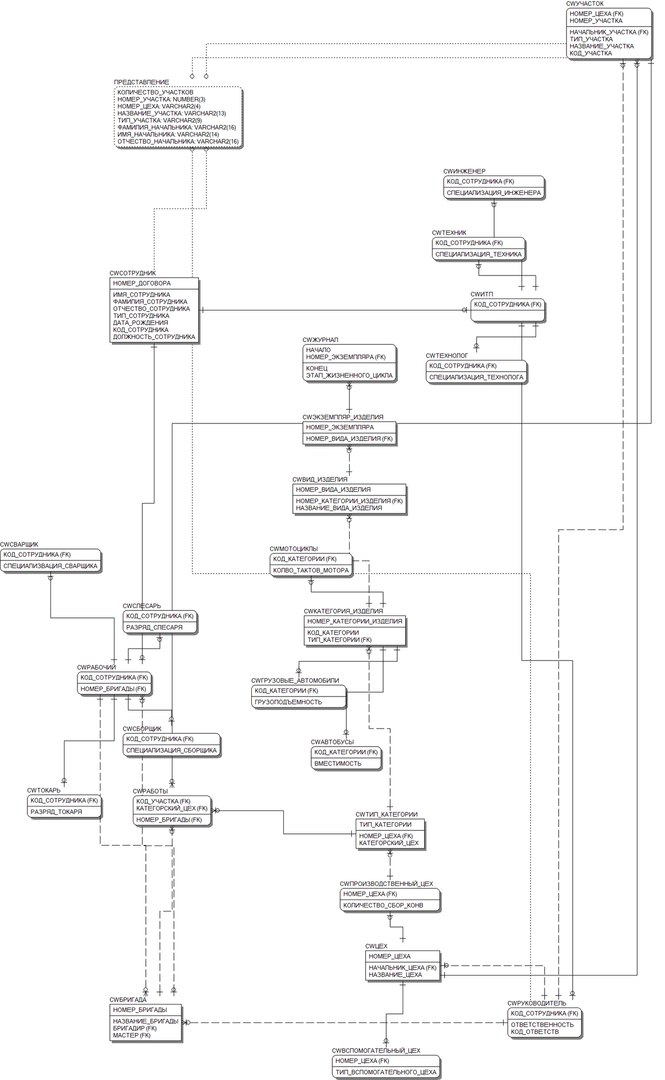 CWУЧАСТОК
НОМЕР_ЦЕХА (FK)
НОМЕР_УЧАСТКА
НАЧАЛЬНИК_УЧАСТКА (FK)
ТИП_УЧАСТКА
НАЗВАНИЕ_УЧАСТКА
КОД_УЧАСТКА
ПРЕДСТАВЛЕНИЕ
КОЛИЧЕСТВО_УЧАСТКОВ
НОМЕР_УЧАСТКА: NUMBER(3)
НОМЕР_ЦЕХА: VARCHAR2(4)
НАЗВАНИЕ_УЧАСТКА: VARCHAR2(13)
ТИП_УЧАСТКА: VARCHAR2(9)
ФАМИЛИЯ_НАЧАЛЬНИКА: VARCHAR2(16)
ИМЯ_НАЧАЛЬНИКА: VARCHAR2(14)
ОТЧЕСТВО_НАЧАЛЬНИКА: VARCHAR2(16)
CWИНЖЕНЕР
КОД_СОТРУДНИКА (FK)
СПЕЦИАЛИЗАЦИЯ_ИНЖЕНЕРА
CWТЕХНИК
КОД_СОТРУДНИКА (FK)
СПЕЦИАЛИЗАЦИЯ_ТЕХНИКА
CWСОТРУДНИК
НОМЕР_ДОГОВОРА
ИМЯ_СОТРУДНИКА
ФАМИЛИЯ_СОТРУДНИКА
ОТЧЕСТВО_СОТРУДНИКА
ТИП_СОТРУДНИКА
ДАТА_РОЖДЕНИЯ
КОД_СОТРУДНИКА
ДОЛЖНОСТЬ_СОТРУДНИКА
CWИТП
КОД_СОТРУДНИКА (FK)
CWЖУРНАЛ
НАЧАЛО
НОМЕР_ЭКЗЕМПЛЯРА (FK)
КОНЕЦ
ЭТАП_ЖИЗНЕННОГО_ЦИКЛА
CWТЕХНОЛОГ
КОД_СОТРУДНИКА (FK)
СПЕЦИАЛИЗАЦИЯ_ТЕХНОЛОГА
CWЭКЗЕМПЛЯР_ИЗДЕЛИЯ
НОМЕР_ЭКЗЕМПЛЯРА
НОМЕР_ВИДА_ИЗДЕЛИЯ (FK)
CWВИД_ИЗДЕЛИЯ
НОМЕР_ВИДА_ИЗДЕЛИЯ
НОМЕР_КАТЕГОРИИ_ИЗДЕЛИЯ (FK)
НАЗВАНИЕ_ВИДА_ИЗДЕЛИЯ
CWСВАРЩИК
КОД_СОТРУДНИКА (FK)
СПЕЦИАЛИЗВАЦИЯ_СВАРЩИКА
CWМОТОЦИКЛЫ
КОД_КАТЕГОРИИ (FK)
КОЛВО_ТАКТОВ_МОТОРА
CWСЛЕСАРЬ
КОД_СОТРУДНИКА (FK)
РАЗРЯД_СЛЕСАРЯ
CWКАТЕГОРИЯ_ИЗДЕЛИЯ
НОМЕР_КАТЕГОРИИ_ИЗДЕЛИЯ
КОД_КАТЕГОРИИ
ТИП_КАТЕГОРИИ (FK)
CWРАБОЧИЙ
КОД_СОТРУДНИКА (FK)
НОМЕР_БРИГАДЫ (FK)
CWГРУЗОВЫЕ_АВТОМОБИЛИ
КОД_КАТЕГОРИИ (FK)
ГРУЗОПОДЪЕМНОСТЬ
CWСБОРЩИК
КОД_СОТРУДНИКА (FK)
СПЕЦИАЛИЗАЦИЯ_СБОРЩИКА
CWАВТОБУСЫ
КОД_КАТЕГОРИИ (FK)
ВМЕСТИМОСТЬ
CWТОКАРЬ
КОД_СОТРУДНИКА (FK)
РАЗРЯД_ТОКАРЯ
CWРАБОТЫ
КОД_УЧАСТКА (FK)
КАТЕГОРСКИЙ_ЦЕХ (FK)
НОМЕР_БРИГАДЫ (FK)
CWТИП_КАТЕГОРИИ
ТИП_КАТЕГОРИИ
НОМЕР_ЦЕХА (FK)
КАТЕГОРСКИЙ_ЦЕХ
CWПРОИЗВОДСТВЕННЫЙ_ЦЕХ
НОМЕР_ЦЕХА (FK)
КОЛИЧЕСТВО_СБОР_КОНВ
CWЦЕХ
НОМЕР_ЦЕХА
НАЧАЛЬНИК_ЦЕХА (FK)
НАЗВАНИЕ_ЦЕХА
CWБРИГАДА
НОМЕР_БРИГАДЫ
НАЗВАНИЕ_БРИГАДЫ
БРИГАДИР (FK)
МАСТЕР (FK)
CWРУКОВОДИТЕЛЬ
КОД_СОТРУДНИКА (FK)
ОТВЕТСТВЕННОСТЬ
КОД_ОТВЕТСТВ
CWВСПОМОГАТЕЛЬНЫЙ_ЦЕХ
НОМЕР_ЦЕХА (FK)
ТИП_ВСПОМОГАТЕЛЬНОГО_ЦЕХА